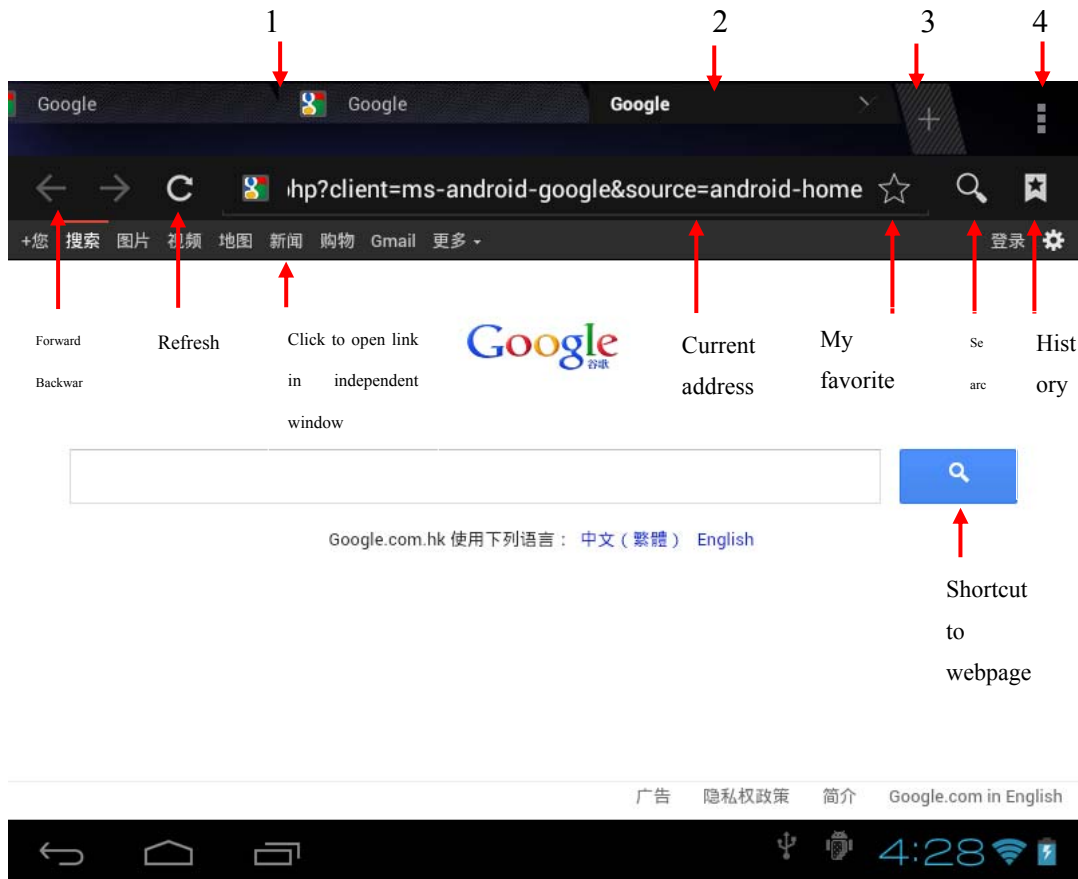 1 2 3 4
Google Google Google
hp?client=ms-android-google&source=android-home
+您 搜索 图片 视频 地图 新闻 购物 Gmail 更多 登录
Forward
Backwar
Refresh
Click to open link
in independent
window
Google
谷歌
Current
address
My
favorite
Se
arc
Hist
ory
Google.com.hk 使用下列语言： 中文（繁體） English
Shortcut
to
webpage
广告 隐私权政策 简介 Google.com in English
4:28